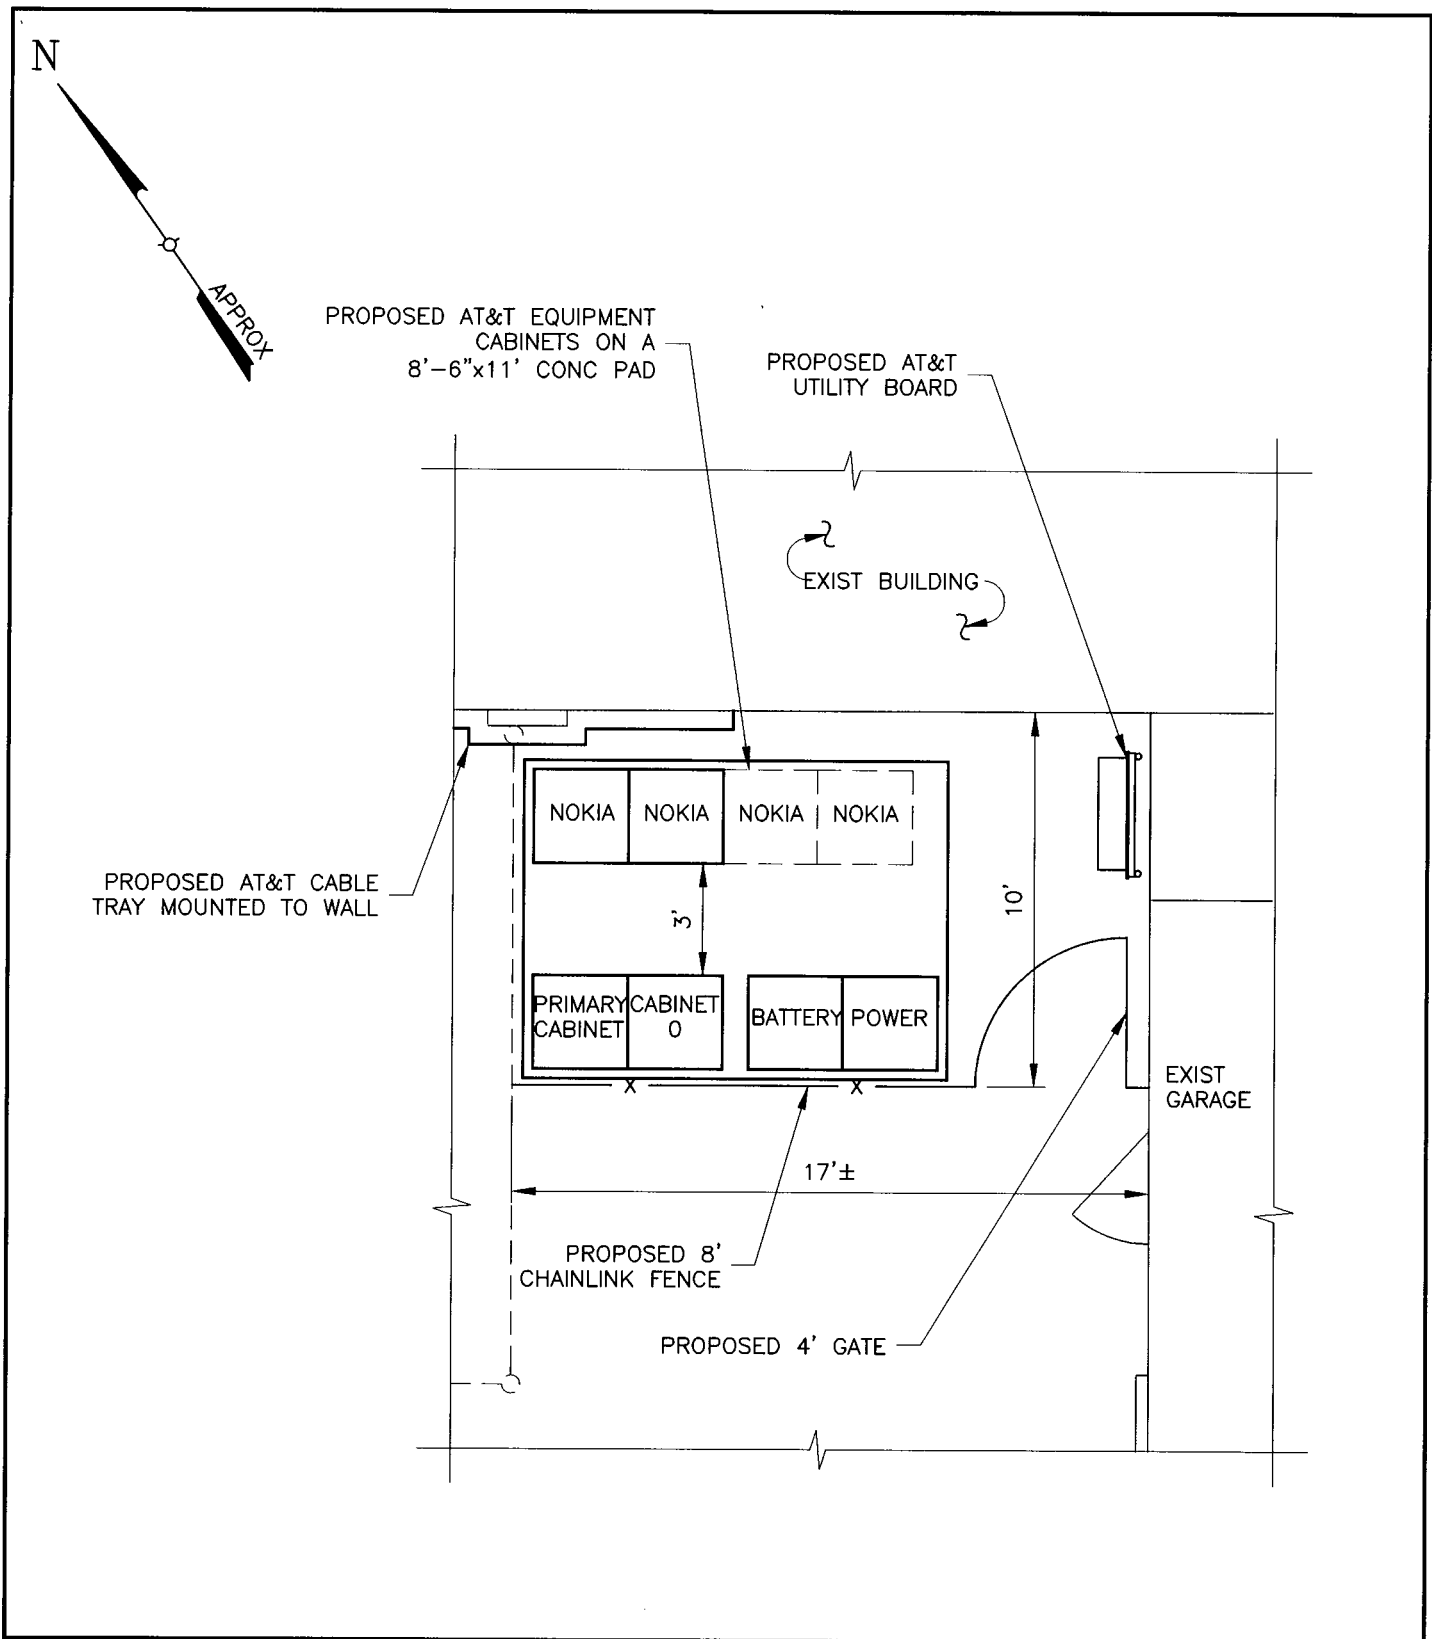 N
APPROX
PROPOSED AT&T EQUIPMENT
CABINETS ON A
8'-6"x11' CONC PAD
PROPOSED AT&T
UTILITY BOARD
EXIST BUILDING
NOKIA
NOKIA
NOKIA
NOKIA
PROPOSED AT&T CABLE
TRAY MOUNTED TO WALL
3'
10'
PRIMARY
CABINET
CABINET
0
BATTERY
POWER
X
X
EXIST
GARAGE
17'±
PROPOSED 8'
CHAINLINK FENCE
PROPOSED 4' GATE